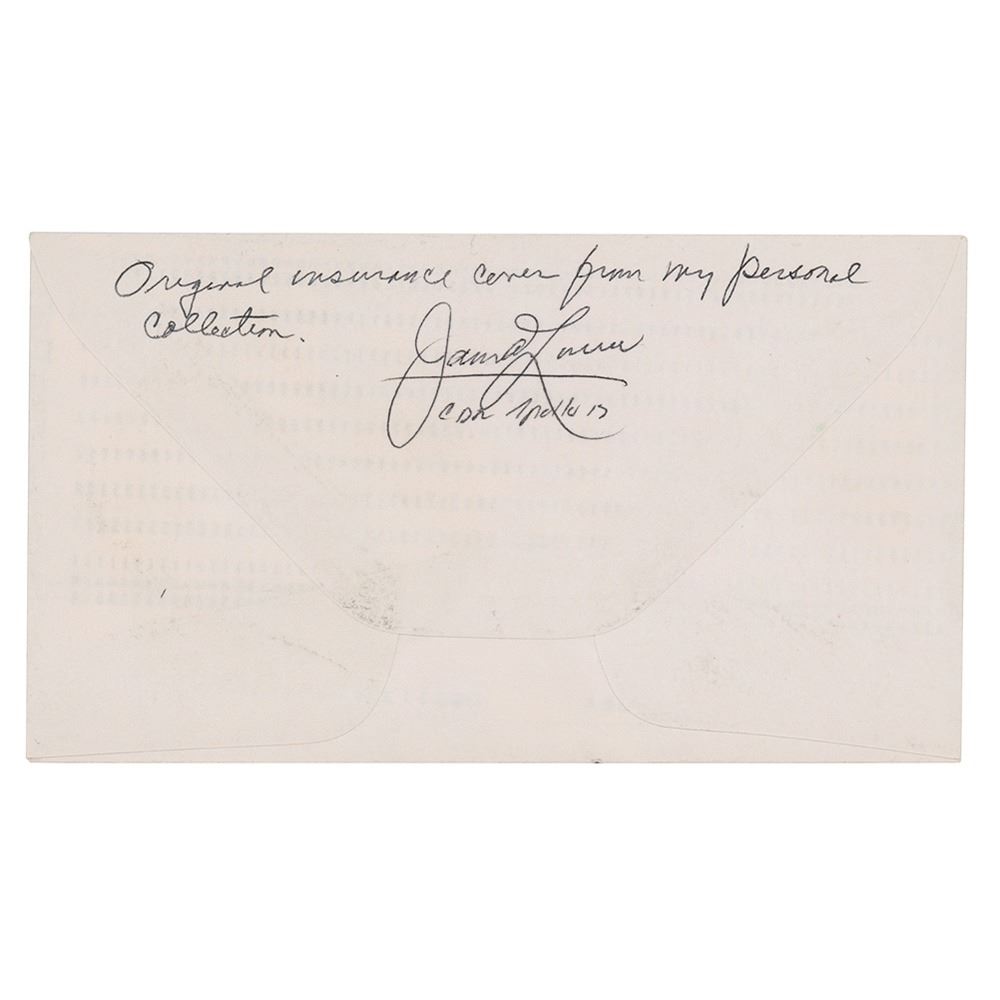 Original insurance cover from my personal
collection.
James Lovell
CDR Apollo 13